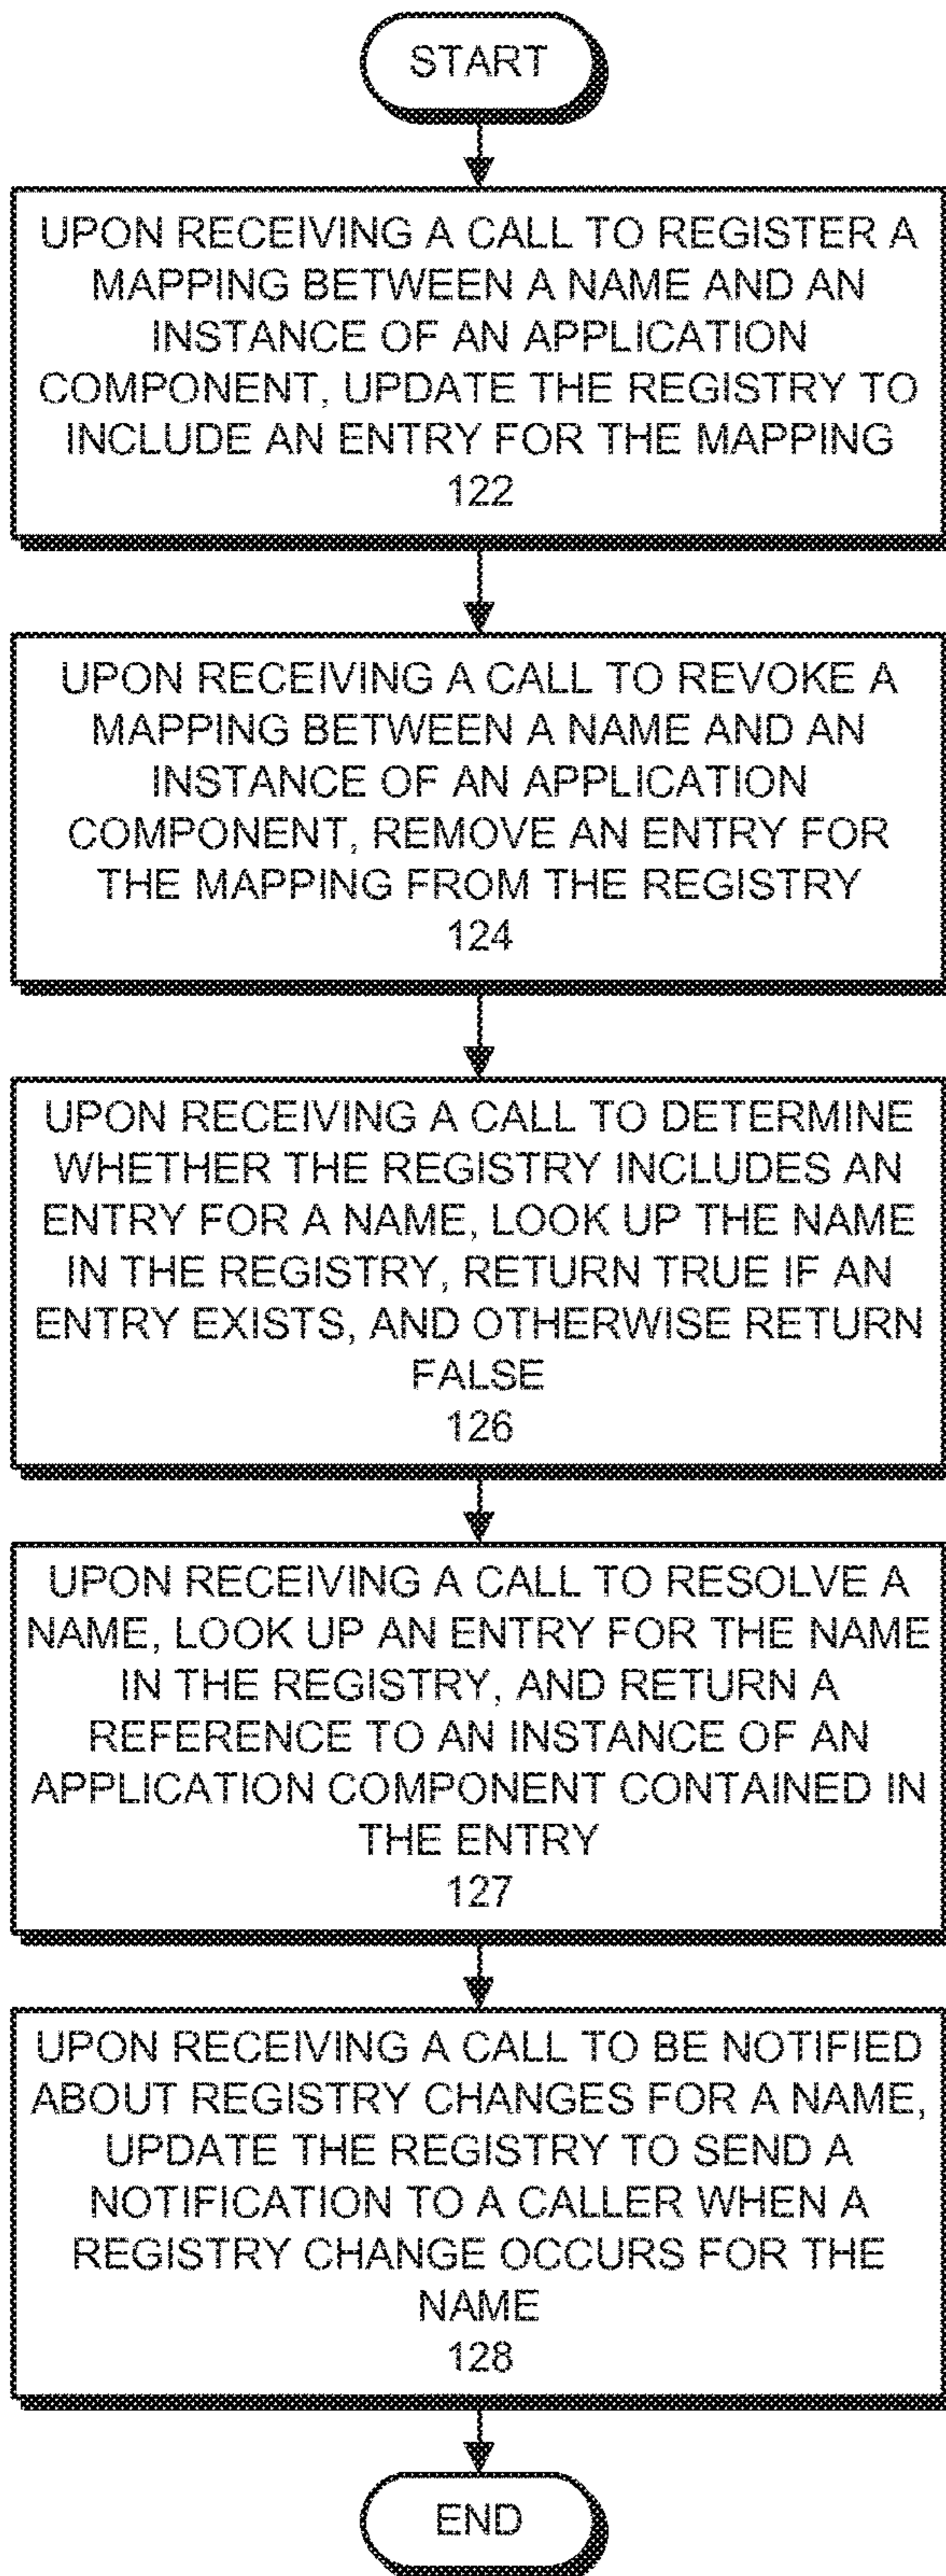 START
UPON RECEIVING A CALL TO REGISTER A
MAPPING BETWEEN A NAME AND AN
INSTANCE OF AN APPLICATION
COMPONENT, UPDATE THE REGISTRY TO
INCLUDE AN ENTRY FOR THE MAPPING
122
UPON RECEIVING A CALL TO REVOKE A
MAPPING BETWEEN A NAME AND AN
INSTANCE OF AN APPLICATION
COMPONENT, REMOVE AN ENTRY FOR
THE MAPPING FROM THE REGISTRY
124
UPON RECEIVING A CALL TO DETERMINE
WHETHER THE REGISTRY INCLUDES AN
ENTRY FOR A NAME, LOOK UP THE NAME
IN THE REGISTRY, RETURN TRUE IF AN
ENTRY EXISTS, AND OTHERWISE RETURN
FALSE
126
UPON RECEIVING A CALL TO RESOLVE A
NAME, LOOK UP AN ENTRY FOR THE NAME
IN THE REGISTRY, AND RETURN A
REFERENCE TO AN INSTANCE OF AN
APPLICATION COMPONENT CONTAINED IN
THE ENTRY
127
UPON RECEIVING A CALL TO BE NOTIFIED
ABOUT REGISTRY CHANGES FOR A NAME,
UPDATE THE REGISTRY TO SEND A
NOTIFICATION TO A CALLER WHEN A
REGISTRY CHANGE OCCURS FOR THE
NAME
128
END